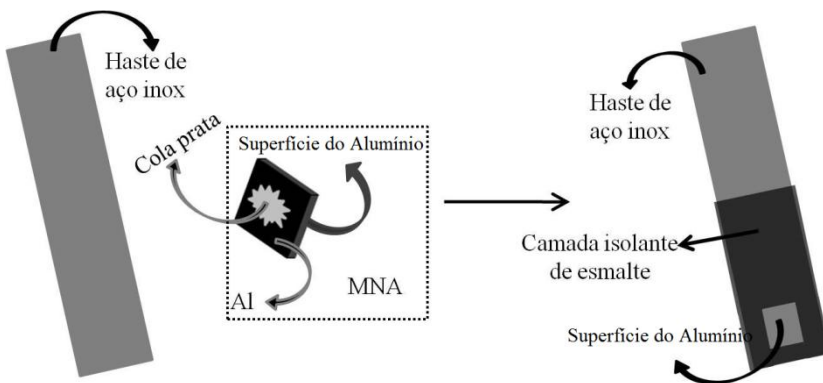 Haste de
aço inox
Cola prata
Superfície do Alumínio
Al
MNA
Haste de
aço inox
Camada isolante
de esmalte
Superfície do Alumínio